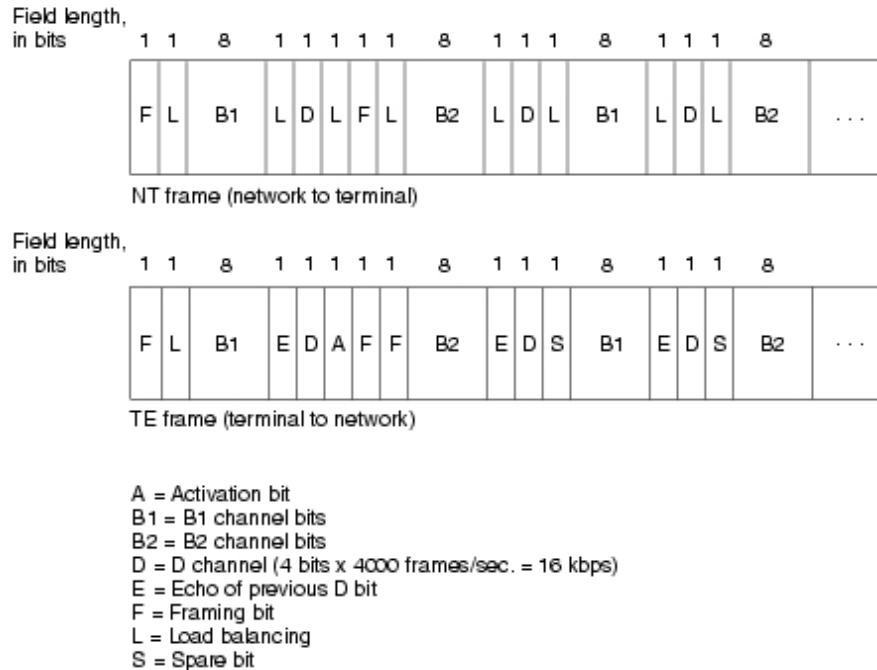 Field length,
in bits 1 1 8 1 1 1 1 1 8 1 1 1 8 1 1 1 8
F L B1 L D L F L B2 L D L B1 L D L B2 . . .
NT frame (network to terminal)
Field length,
in bits 1 1 8 1 1 1 1 1 8 1 1 1 8 1 1 1 8
F L B1 E D A F F B2 E D S B1 E D S B2 . . .
TE frame (terminal to network)
A = Activation bit
B1 = B1 channel bits
B2 = B2 channel bits
D = D channel (4 bits x 4000 frames/sec. = 16 kbps)
E = Echo of previous D bit
F = Framing bit
L = Load balancing
S = Spare bit